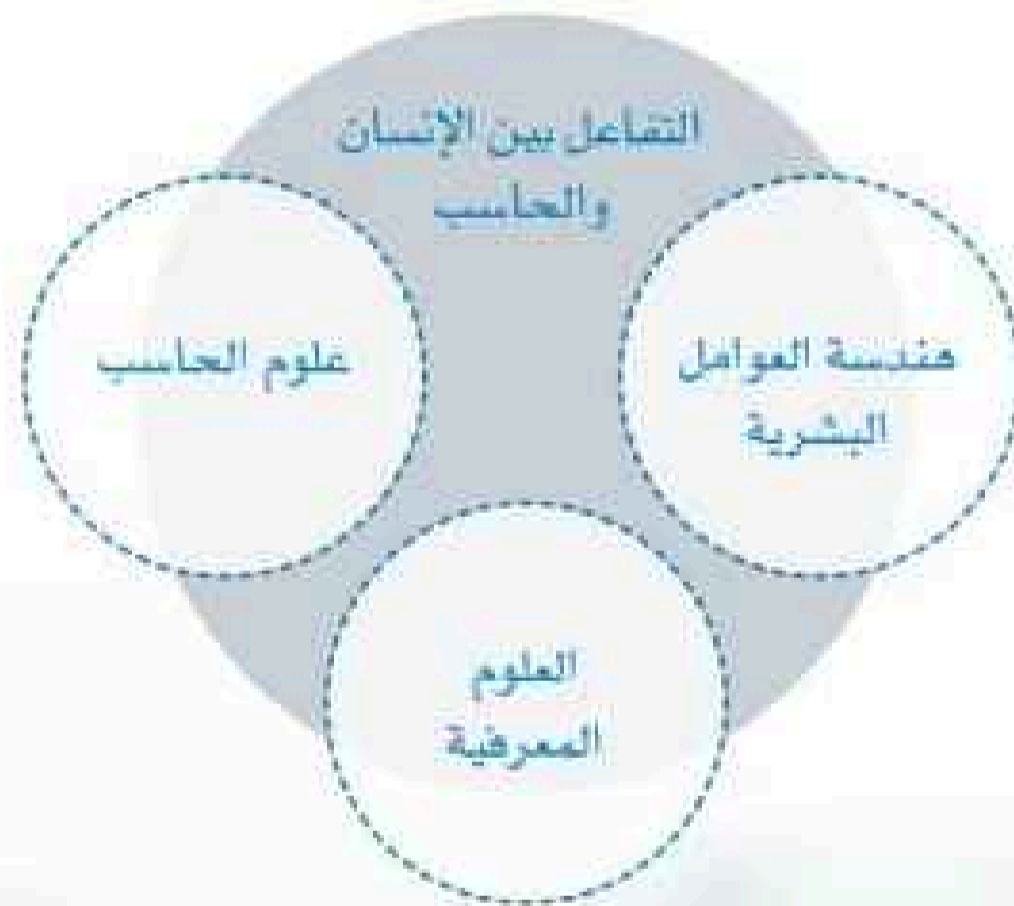 التفاعل بين الإنسان
والحاسب
هندسة العوامل
البشرية
علوم الحاسب
العلوم
المعرفية